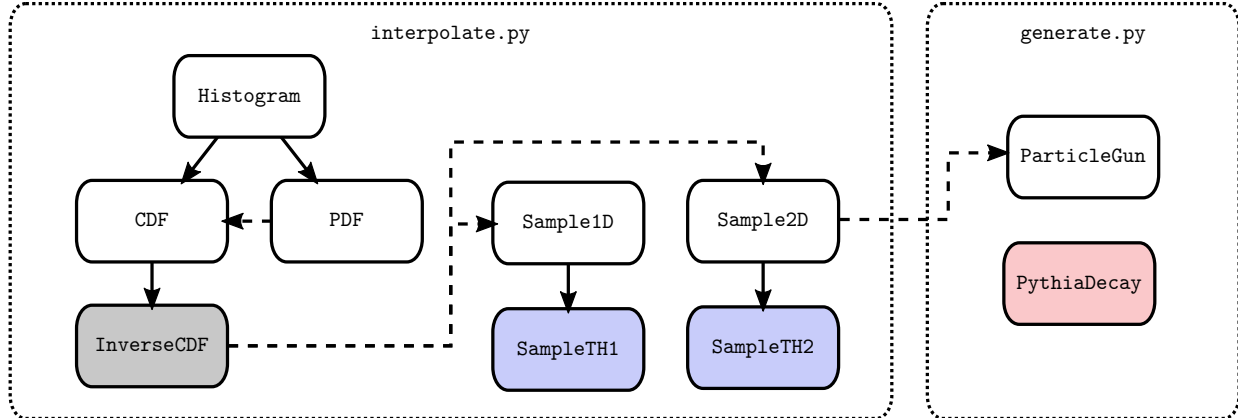 interpolate.py
generate.py
Histogram
ParticleGun
CDF
PDF
Sample1D
Sample2D
PythiaDecay
InverseCDF
SampleTH1
SampleTH2